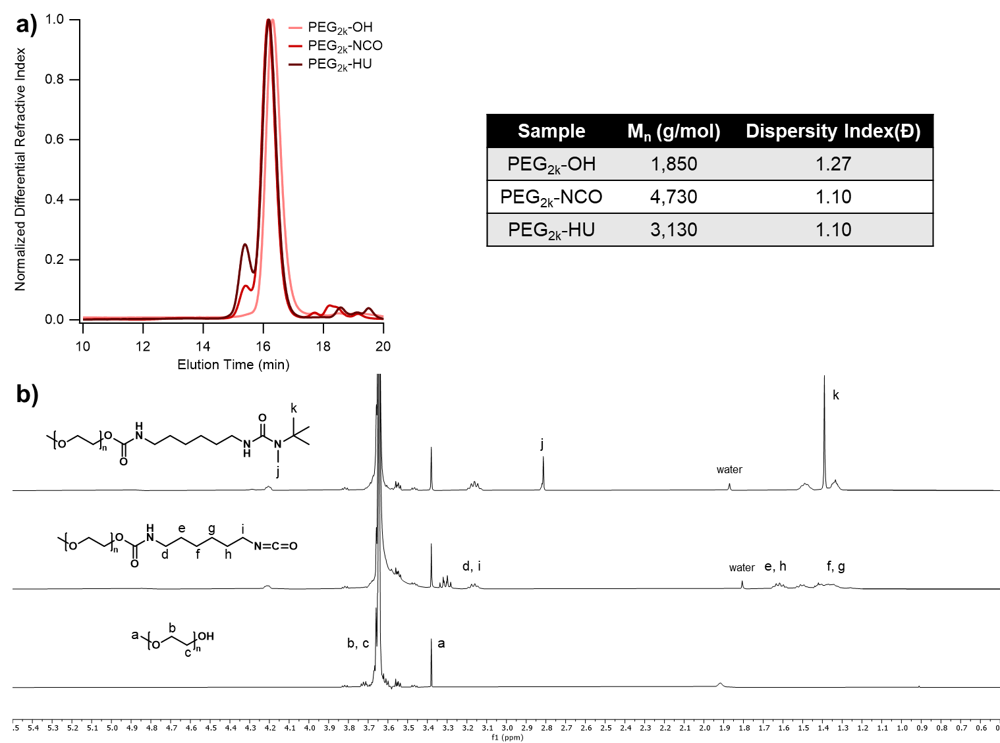 a)
Normalized Differential Refractive Index
1.0
0.8
0.6
0.4
0.2
0.0
10 12 14 16 18 20
Elution Time (min)
PEG2k-OH
PEG2k-NCO
PEG2k-HU
Sample Mn (g/mol) Dispersity Index(Đ)
PEG2k-OH 1,850 1.27
PEG2k-NCO 4,730 1.10
PEG2k-HU 3,130 1.10
b)
k
O
H
N
O
O
n
O
N
H
N
j
j
water
k
H
N
O
O
n
O
e
g
i
d
f
h
N=C=O
d, i
water
e, h
f, g
a
b
O
c
n
OH
b, c
a
.5 5.4 5.3 5.2 5.1 5.0 4.9 4.8 4.7 4.6 4.5 4.4 4.3 4.2 4.1 4.0 3.9 3.8 3.7 3.6 3.5 3.4 3.3 3.2 3.1 3.0 2.9 2.8 2.7 2.6 2.5 2.4 2.3 2.2 2.1 2.0 1.9 1.8 1.7 1.6 1.5 1.4 1.3 1.2 1.1 1.0 0.9 0.8 0.7 0.6 0
f1 (ppm)